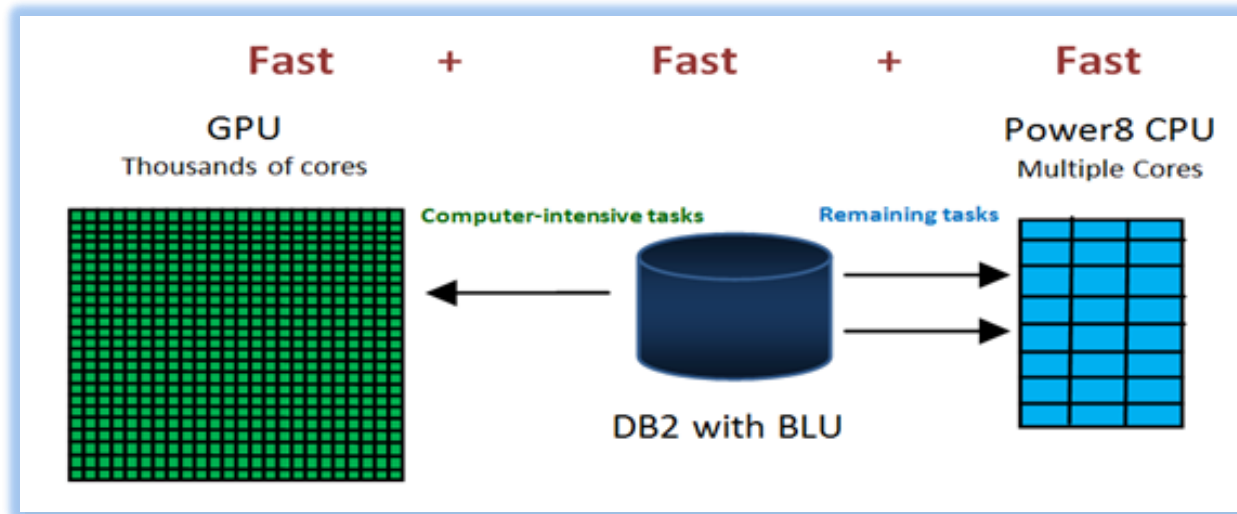 Fast + Fast + Fast
GPU
Thousands of cores
Power8 CPU
Multiple Cores
Computer-intensive tasks
Remaining tasks
DB2 with BLU